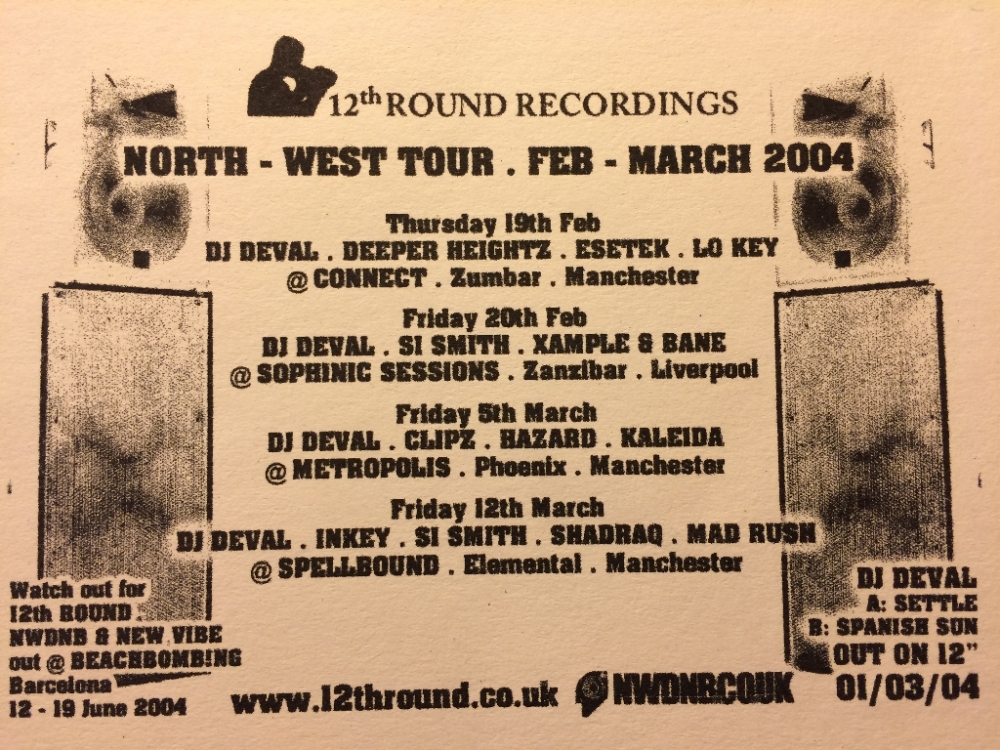 12th ROUND RECORDINGS
NORTH - WEST TOUR . FEB - MARCH 2004
Thursday 19th Feb
DJ DEVAL . DEEPER HEIGHTZ . ESETEK . LO KEY
@ CONNECT . Zumbar . Manchester
Friday 20th Feb
DJ DEVAL . SI SMITH . XAMPLE & BANE
@ SOPHINIC SESSIONS . Zanzibar . Liverpool
Friday 5th March
DJ DEVAL . CLIPZ . HAZARD . KALEIDA
@ METROPOLIS . Phoenix . Manchester
Friday 12th March
DJ DEVAL . INKEY . SI SMITH . SHADRAQ . MAD RUSH
@ SPELLBOUND . Elemental . Manchester
Watch out for
12th ROUND .
NWDNB & NEW VIBE
out @ BEACHBOMB!NG
Barcelona
12 - 19 June 2004
www.12thround.co.uk
NWDNBCOUK
DJ DEVAL
A: SETTLE
B: SPANISH SUN
OUT ON 12"
01/03/04